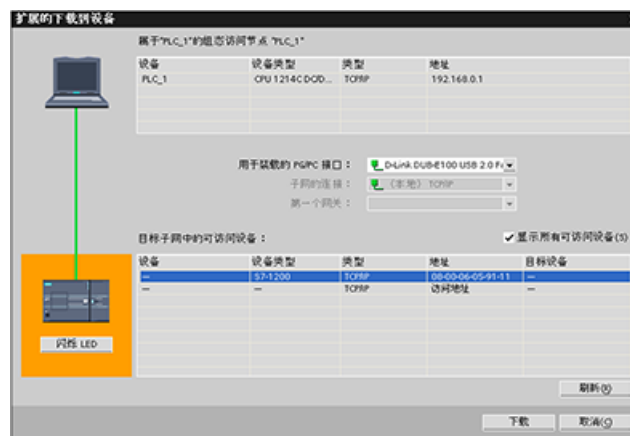 扩展的下载到设备
属于"PLC_1"的组态访问节点 "PLC_1"
设备 设备类型 类型 地址
PLC_1 CPU 1214C DC/D... TCP/IP 192.168.0.1
用于装载的 PG/PC 接口：
D-Link DUB-E100 USB 2.0 Fa
子网的连接：
（本地） TCP/IP
第一个网关：
目标子网中的可访问设备：
显示所有可访问设备(S)
设备 设备类型 类型 地址 目标设备
— S7-1200 TCP/IP 08-00-06-05-91-11 —
— — TCP/IP 访问地址 —
闪烁 LED
刷新(R)
下载 取消(C)